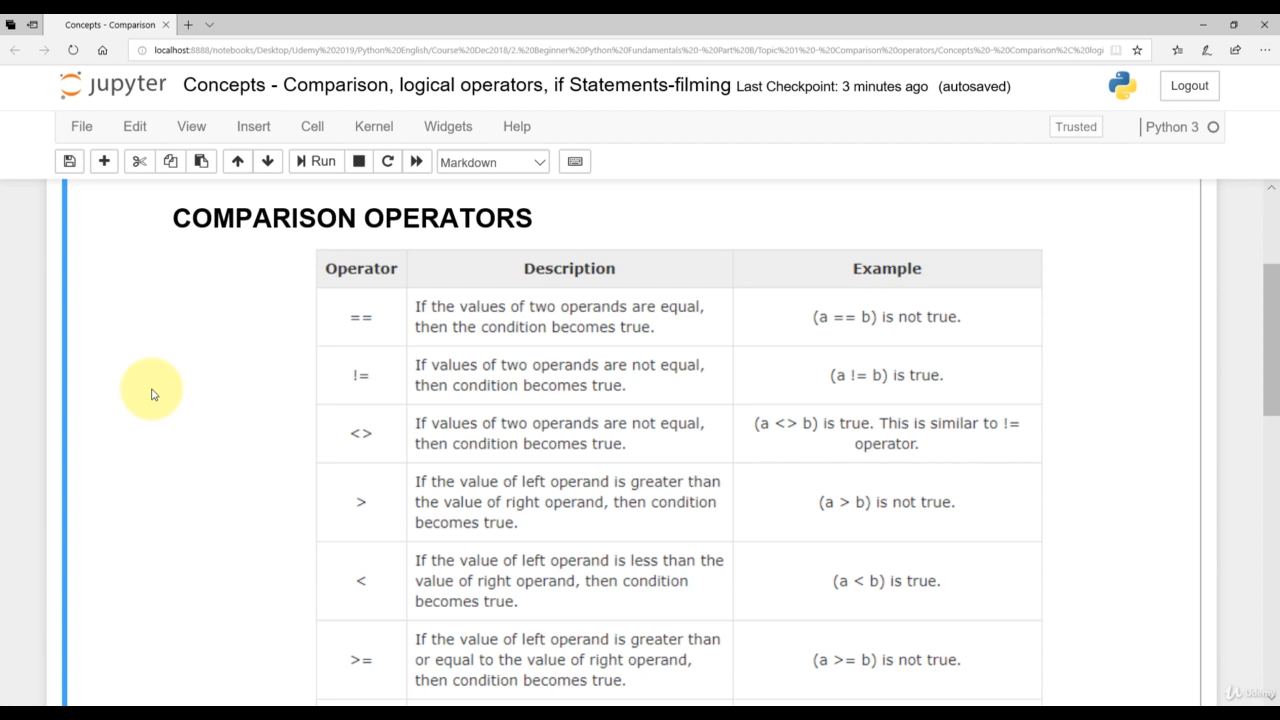 Concepts - Comparison
localhost:8888/notebooks/Desktop/Udemy%202019/Python%20English/Course%20Dec2018/2.%20Beginner%20Python%20Fundamentals%20-%20Part%20B/Topic%201%20-%20Comparison%20operators/Concepts%20-%20Comparison%2C%20logi
jupyter Concepts - Comparison, logical operators, if Statements-filming Last Checkpoint: 3 minutes ago (autosaved)
Logout
File Edit View Insert Cell Kernel Widgets Help
Trusted
Python 3
Run
Markdown
COMPARISON OPERATORS
Operator Description Example
==
If the values of two operands are equal,
then the condition becomes true.
(a == b) is not true.
!=
If values of two operands are not equal,
then condition becomes true.
(a != b) is true.
<>
If values of two operands are not equal,
then condition becomes true.
(a <> b) is true. This is similar to !=
operator.
>
If the value of left operand is greater than
the value of right operand, then condition
becomes true.
(a > b) is not true.
<
If the value of left operand is less than the
value of right operand, then condition
becomes true.
(a < b) is true.
>=
If the value of left operand is greater than
or equal to the value of right operand,
then condition becomes true.
(a >= b) is not true.
Udemy